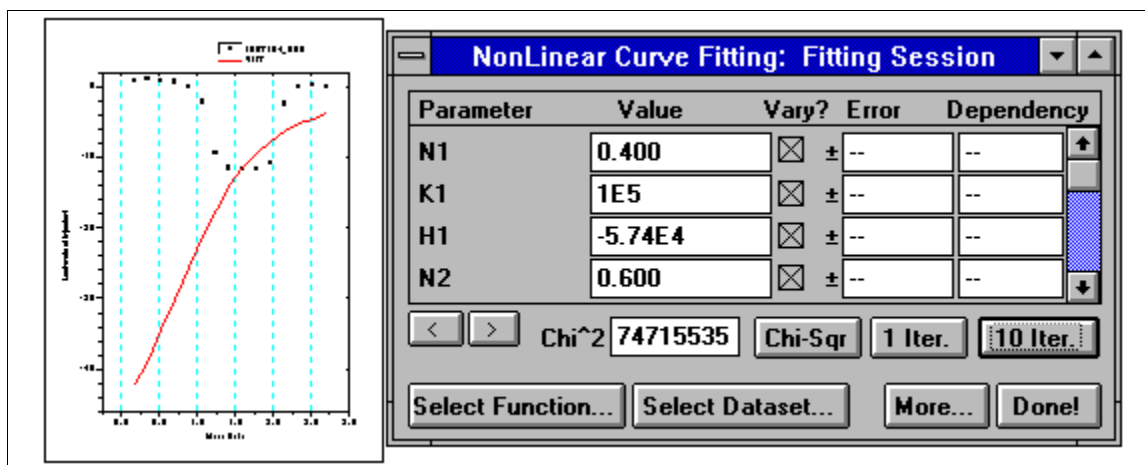 NonLinear Curve Fitting: Fitting Session
Parameter Value Vary? Error Dependency
N1 0.400 ± -- --
K1 1E5 ± -- --
H1 -5.74E4 ± -- --
N2 0.600 ± -- --
< > Chi^2 74715535 Chi-Sqr 1 Iter. 10 Iter.
Select Function... Select Dataset... More... Done!